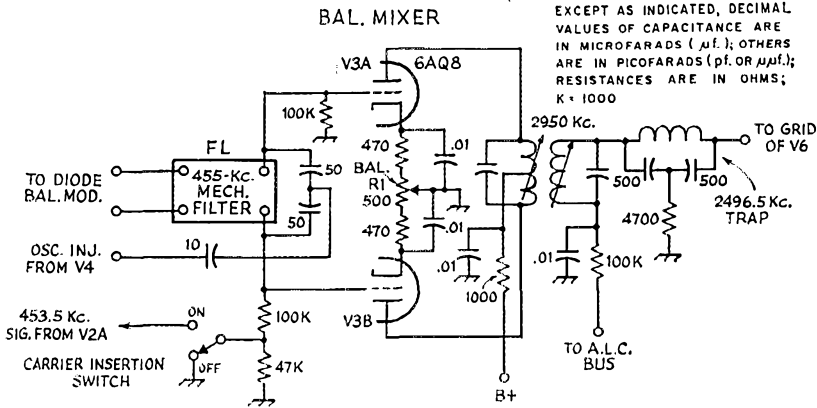 BAL. MIXER
EXCEPT AS INDICATED, DECIMAL
VALUES OF CAPACITANCE ARE
IN MICROFARADS ( µf. ); OTHERS
ARE IN PICOFARADS ( pf. OR µµf.);
RESISTANCES ARE IN OHMS;
K = 1000
V3A
6AQ8
100K
2950 Kc.
TO GRID
OF V6
FL
455-Kc.
MECH.
FILTER
TO DIODE
BAL. MOD.
50
50
470
.01
BAL.
R1
500
470
.01
500
500
2496.5 Kc.
TRAP
4700
10
OSC. INJ.
FROM V4
.01
1000
.01
100K
453.5 Kc.
SIG. FROM V2A
ON
OFF
100K
V3B
47K
CARRIER INSERTION
SWITCH
B+
TO A.L.C.
BUS